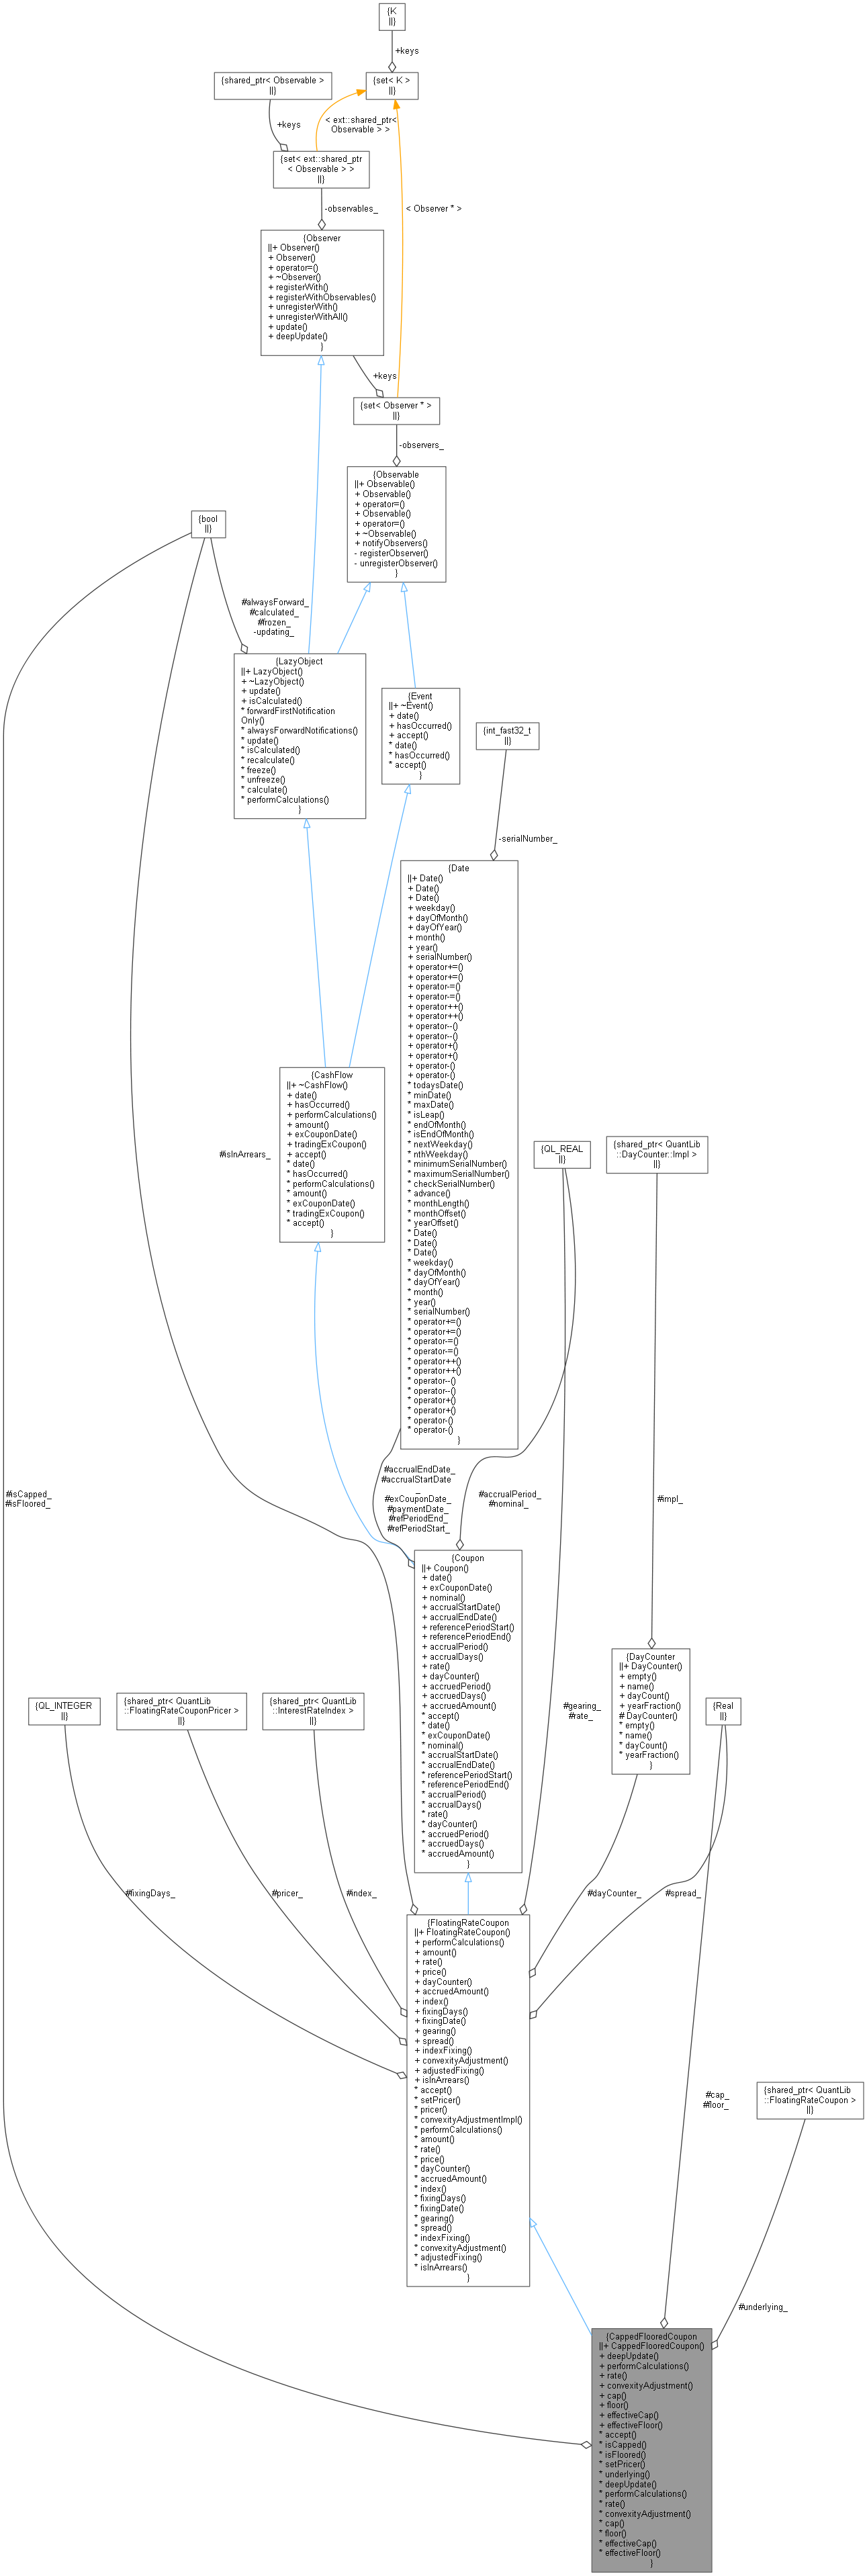 {K
||}
+keys
{shared_ptr< Observable >
||}
{set< K >
||}
+keys
< ext::shared_ptr<
Observable > >
{set< ext::shared_ptr
< Observable > >
||}
-observables_
< Observer * >
{Observer
||+ Observer()
+ Observer()
+ operator=()
+ ~Observer()
+ registerWith()
+ registerWithObservables()
+ unregisterWith()
+ unregisterWithAll()
+ update()
+ deepUpdate()
}
+keys
{set< Observer * >
||}
-observers_
{Observable
||+ Observable()
+ Observable()
+ operator=()
+ Observable()
+ operator=()
+ ~Observable()
+ notifyObservers()
- registerObserver()
- unregisterObserver()
}
{bool
||}
#alwaysForward_
#calculated_
#frozen_
-updating_
{LazyObject
||+ LazyObject()
+ ~LazyObject()
+ update()
+ isCalculated()
* forwardFirstNotification
Only()
* alwaysForwardNotifications()
* update()
* isCalculated()
* recalculate()
* freeze()
* unfreeze()
* calculate()
* performCalculations()
}
{Event
||+ ~Event()
+ date()
+ hasOccurred()
+ accept()
* date()
* hasOccurred()
* accept()
}
{int_fast32_t
||}
-serialNumber_
{Date
||+ Date()
+ Date()
+ Date()
+ weekday()
+ dayOfMonth()
+ dayOfYear()
+ month()
+ year()
+ serialNumber()
+ operator+=()
+ operator+=()
+ operator-=()
+ operator-=()
+ operator++()
+ operator++()
+ operator--()
+ operator--()
+ operator+()
+ operator+()
+ operator-()
+ operator-()
* todaysDate()
* minDate()
* maxDate()
* isLeap()
* endOfMonth()
* isEndOfMonth()
* nextWeekday()
* nthWeekday()
* minimumSerialNumber()
* maximumSerialNumber()
* checkSerialNumber()
* advance()
* monthLength()
* monthOffset()
* yearOffset()
* Date()
* Date()
* Date()
* weekday()
* dayOfMonth()
* dayOfYear()
* month()
* year()
* serialNumber()
* operator+=()
* operator+=()
* operator-=()
* operator-=()
* operator++()
* operator++()
* operator--()
* operator--()
* operator+()
* operator+()
* operator-()
* operator-()
}
{CashFlow
||+ ~CashFlow()
+ date()
+ hasOccurred()
+ performCalculations()
+ amount()
+ exCouponDate()
+ tradingExCoupon()
+ accept()
* date()
* hasOccurred()
* performCalculations()
* amount()
* exCouponDate()
* tradingExCoupon()
* accept()
}
#isInArrears_
{QL_REAL
||}
{shared_ptr< QuantLib
::DayCounter::Impl >
||}
#isCapped_
#isFloored_
#accrualEndDate_
#accrualStartDate
_
#exCouponDate_
#paymentDate_
#refPeriodEnd_
#refPeriodStart_
#accrualPeriod_
#nominal_
#impl_
{Coupon
||+ Coupon()
+ date()
+ exCouponDate()
+ nominal()
+ accrualStartDate()
+ accrualEndDate()
+ referencePeriodStart()
+ referencePeriodEnd()
+ accrualPeriod()
+ accrualDays()
+ rate()
+ dayCounter()
+ accruedPeriod()
+ accruedDays()
+ accruedAmount()
* accept()
* date()
* exCouponDate()
* nominal()
* accrualStartDate()
* accrualEndDate()
* referencePeriodStart()
* referencePeriodEnd()
* accrualPeriod()
* accrualDays()
* rate()
* dayCounter()
* accruedPeriod()
* accruedDays()
* accruedAmount()
}
{DayCounter
||+ DayCounter()
+ empty()
+ name()
+ dayCount()
+ yearFraction()
# DayCounter()
* empty()
* name()
* dayCount()
* yearFraction()
}
{QL_INTEGER
||}
{shared_ptr< QuantLib
::FloatingRateCouponPricer >
||}
{shared_ptr< QuantLib
::InterestRateIndex >
||}
#gearing_
#rate_
{Real
||}
#fixingDays_
#pricer_
#index_
#dayCounter_
#spread_
{FloatingRateCoupon
||+ FloatingRateCoupon()
+ performCalculations()
+ amount()
+ rate()
+ price()
+ dayCounter()
+ accruedAmount()
+ index()
+ fixingDays()
+ fixingDate()
+ gearing()
+ spread()
+ indexFixing()
+ convexityAdjustment()
+ adjustedFixing()
+ isInArrears()
* accept()
* setPricer()
* pricer()
* convexityAdjustmentImpl()
* performCalculations()
* amount()
* rate()
* price()
* dayCounter()
* accruedAmount()
* index()
* fixingDays()
* fixingDate()
* gearing()
* spread()
* indexFixing()
* convexityAdjustment()
* adjustedFixing()
* isInArrears()
}
#cap_
#floor_
{shared_ptr< QuantLib
::FloatingRateCoupon >
||}
#underlying_
{CappedFlooredCoupon
||+ CappedFlooredCoupon()
+ deepUpdate()
+ performCalculations()
+ rate()
+ convexityAdjustment()
+ cap()
+ floor()
+ effectiveCap()
+ effectiveFloor()
* accept()
* isCapped()
* isFloored()
* setPricer()
* underlying()
* deepUpdate()
* performCalculations()
* rate()
* convexityAdjustment()
* cap()
* floor()
* effectiveCap()
* effectiveFloor()
}